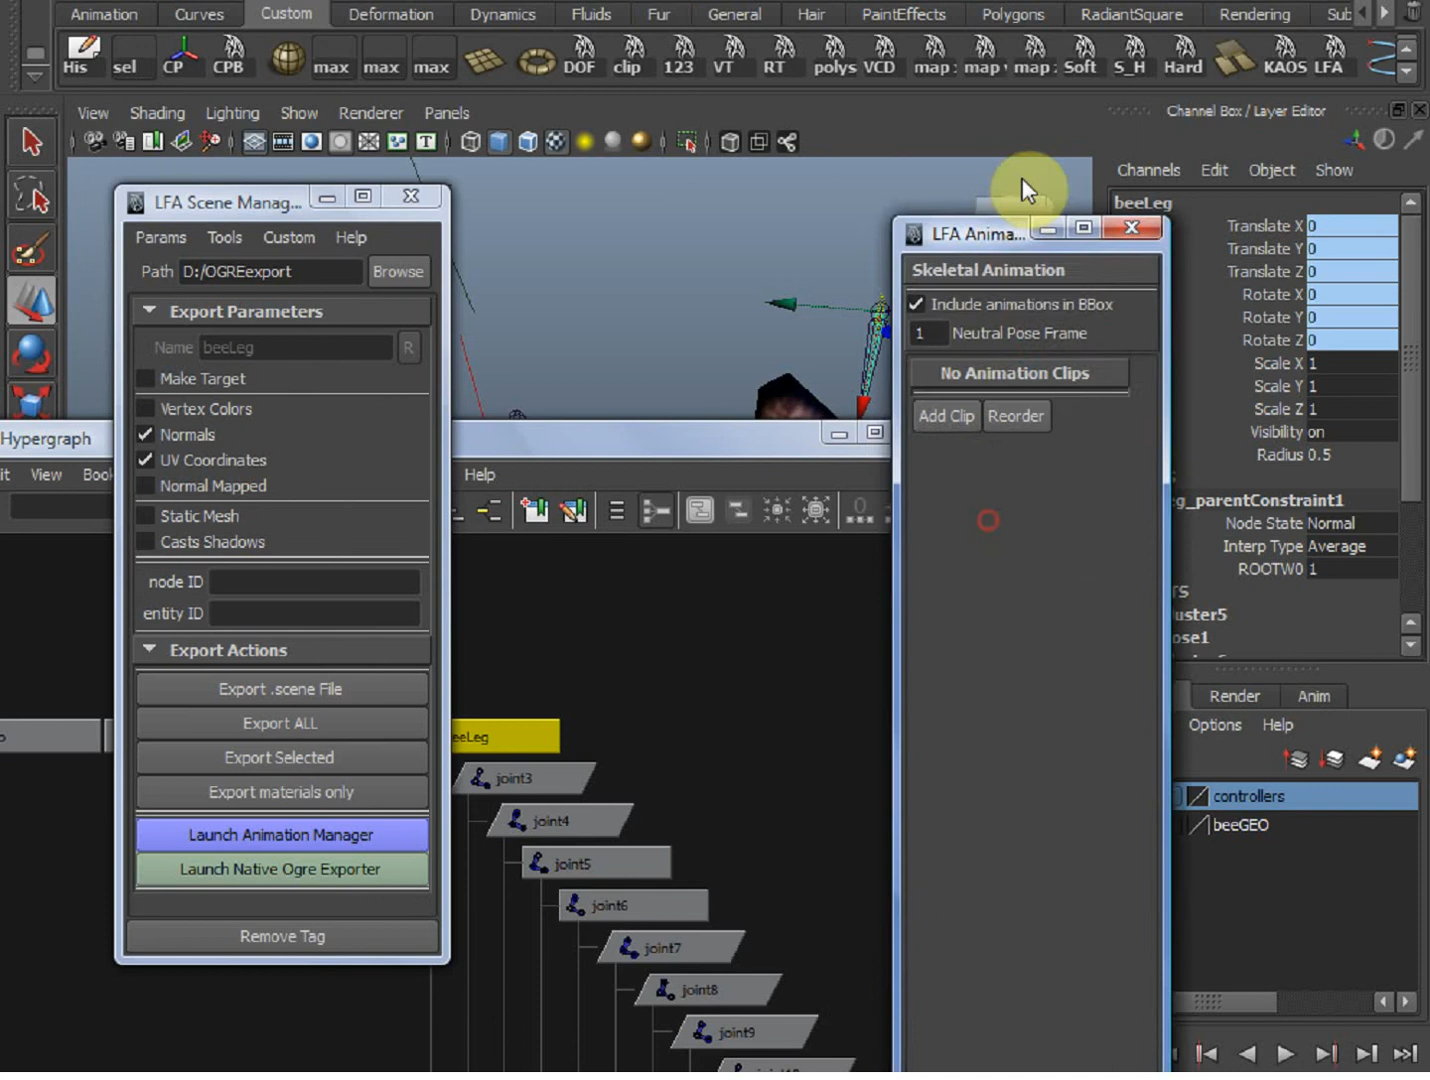 Animation Curves Custom Deformation Dynamics Fluids Fur General Hair PaintEffects Polygons RadiantSquare Rendering Sub
His sel CP CPB max max max DOF clip 123 VT RT polys VCD map map map Soft S_H Hard KAOS LFA
View Shading Lighting Show Renderer Panels
Channel Box / Layer Editor
Channels Edit Object Show
beeLeg
Translate X 0
Translate Y 0
Translate Z 0
Rotate X 0
Rotate Y 0
Rotate Z 0
Scale X 1
Scale Y 1
Scale Z 1
Visibility on
Radius 0.5
g_parentConstraint1
Node State Normal
Interp Type Average
ROOTW0 1
TS
uster5
ose1
LFA Scene Manag...
Params Tools Custom Help
Path D:/OGREexport Browse
Export Parameters
Name beeLeg R
Make Target
Vertex Colors
Normals
UV Coordinates
Normal Mapped
Static Mesh
Casts Shadows
node ID
entity ID
Export Actions
Export .scene File
Export ALL
Export Selected
Export materials only
Launch Animation Manager
Launch Native Ogre Exporter
Remove Tag
LFA Anima...
Skeletal Animation
Include animations in BBox
1 Neutral Pose Frame
No Animation Clips
Add Clip Reorder
Hypergraph
it View Boo Help
eeLeg
joint3
joint4
joint5
joint6
joint7
joint8
joint9
Render Anim
Options Help
controllers
beeGEO